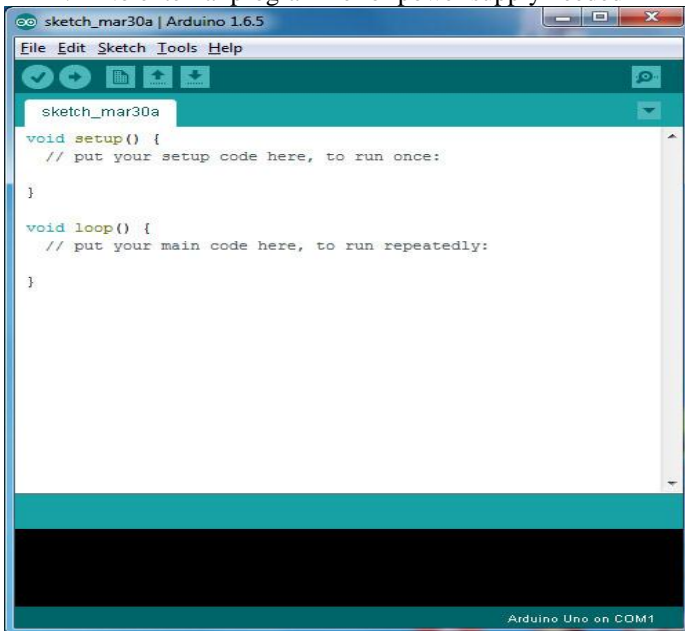 sketch_mar30a | Arduino 1.6.5
File Edit Sketch Tools Help
sketch_mar30a
void setup() {
  // put your setup code here, to run once:
}
void loop() {
  // put your main code here, to run repeatedly:
}
Arduino Uno on COM1